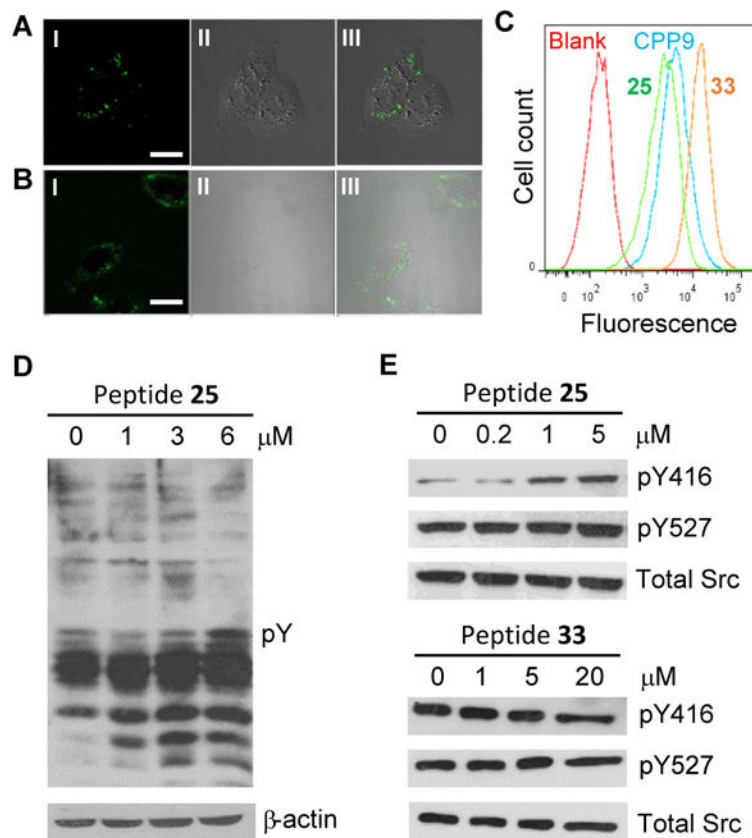 A
I
II
III
B
I
II
III
C
Blank
CPP9
25
33
Cell count
0
0 10² 10³ 10⁴ 10⁵
Fluorescence
D
Peptide 25
0 1 3 6 μM
pY
β-actin
E
Peptide 25
0 0.2 1 5 μM
pY416
pY527
Total Src
Peptide 33
0 1 5 20 μM
pY416
pY527
Total Src